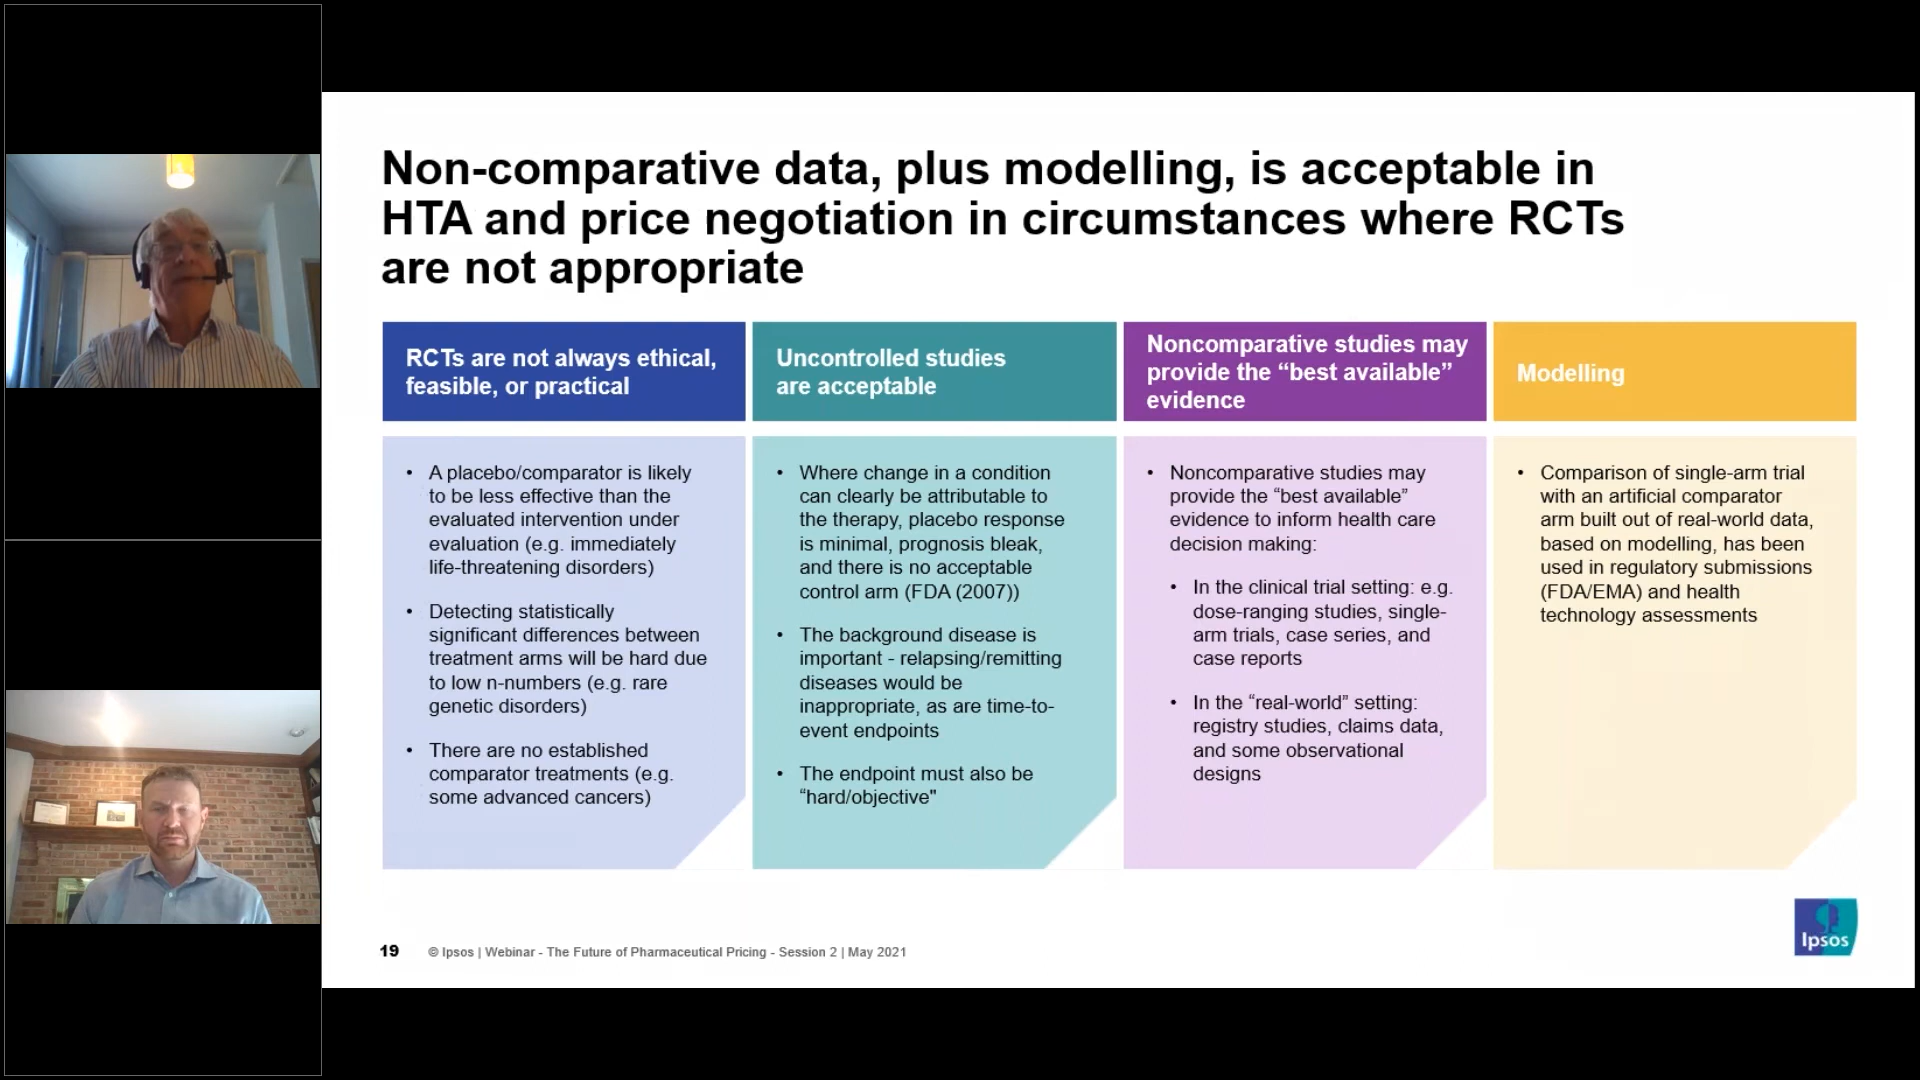 Non-comparative data, plus modelling, is acceptable in
HTA and price negotiation in circumstances where RCTs
are not appropriate
RCTs are not always ethical,
feasible, or practical
• A placebo/comparator is likely
to be less effective than the
evaluated intervention under
evaluation (e.g. immediately
life-threatening disorders)
• Detecting statistically
significant differences between
treatment arms will be hard due
to low n-numbers (e.g. rare
genetic disorders)
• There are no established
comparator treatments (e.g.
some advanced cancers)
Uncontrolled studies
are acceptable
• Where change in a condition
can clearly be attributable to
the therapy, placebo response
is minimal, prognosis bleak,
and there is no acceptable
control arm (FDA (2007))
• The background disease is
important - relapsing/remitting
diseases would be
inappropriate, as are time-to-
event endpoints
• The endpoint must also be
“hard/objective"
Noncomparative studies may
provide the “best available”
evidence
• Noncomparative studies may
provide the “best available”
evidence to inform health care
decision making:
• In the clinical trial setting: e.g.
dose-ranging studies, single-
arm trials, case series, and
case reports
• In the “real-world” setting:
registry studies, claims data,
and some observational
designs
Modelling
• Comparison of single-arm trial
with an artificial comparator
arm built out of real-world data,
based on modelling, has been
used in regulatory submissions
(FDA/EMA) and health
technology assessments
19 © Ipsos | Webinar - The Future of Pharmaceutical Pricing - Session 2 | May 2021
Ipsos